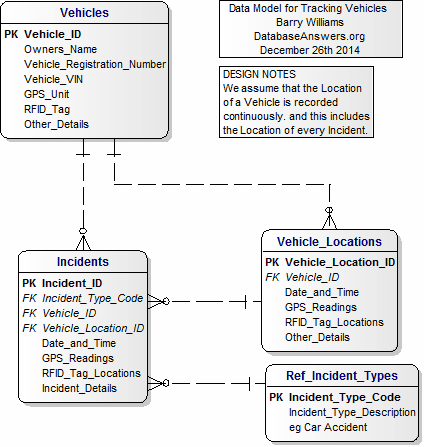 Vehicles
PK Vehicle_ID
Owners_Name
Vehicle_Registration_Number
Vehicle_VIN
GPS_Unit
RFID_Tag
Other_Details
Data Model for Tracking Vehicles
Barry Williams
DatabaseAnswers.org
December 26th 2014
DESIGN NOTES
We assume that the Location
of a Vehicle is recorded
continuously. and this includes
the Location of every Incident.
Vehicle_Locations
PK Vehicle_Location_ID
FK Vehicle_ID
Date_and_Time
GPS_Readings
RFID_Tag_Locations
Other_Details
Incidents
PK Incident_ID
FK Incident_Type_Code
FK Vehicle_ID
FK Vehicle_Location_ID
Date_and_Time
GPS_Readings
RFID_Tag_Locations
Incident_Details
Ref_Incident_Types
PK Incident_Type_Code
Incident_Type_Description
eg Car Accident